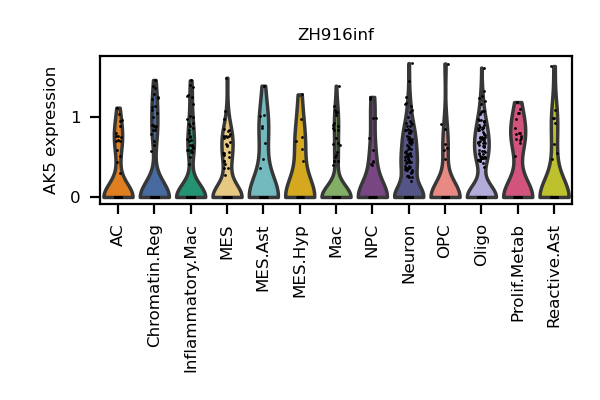 ZH916inf
AK5 expression
1
0
AC
Chromatin.Reg
Inflammatory.Mac
MES
MES.Ast
MES.Hyp
Mac
NPC
Neuron
OPC
Oligo
Prolif.Metab
Reactive.Ast